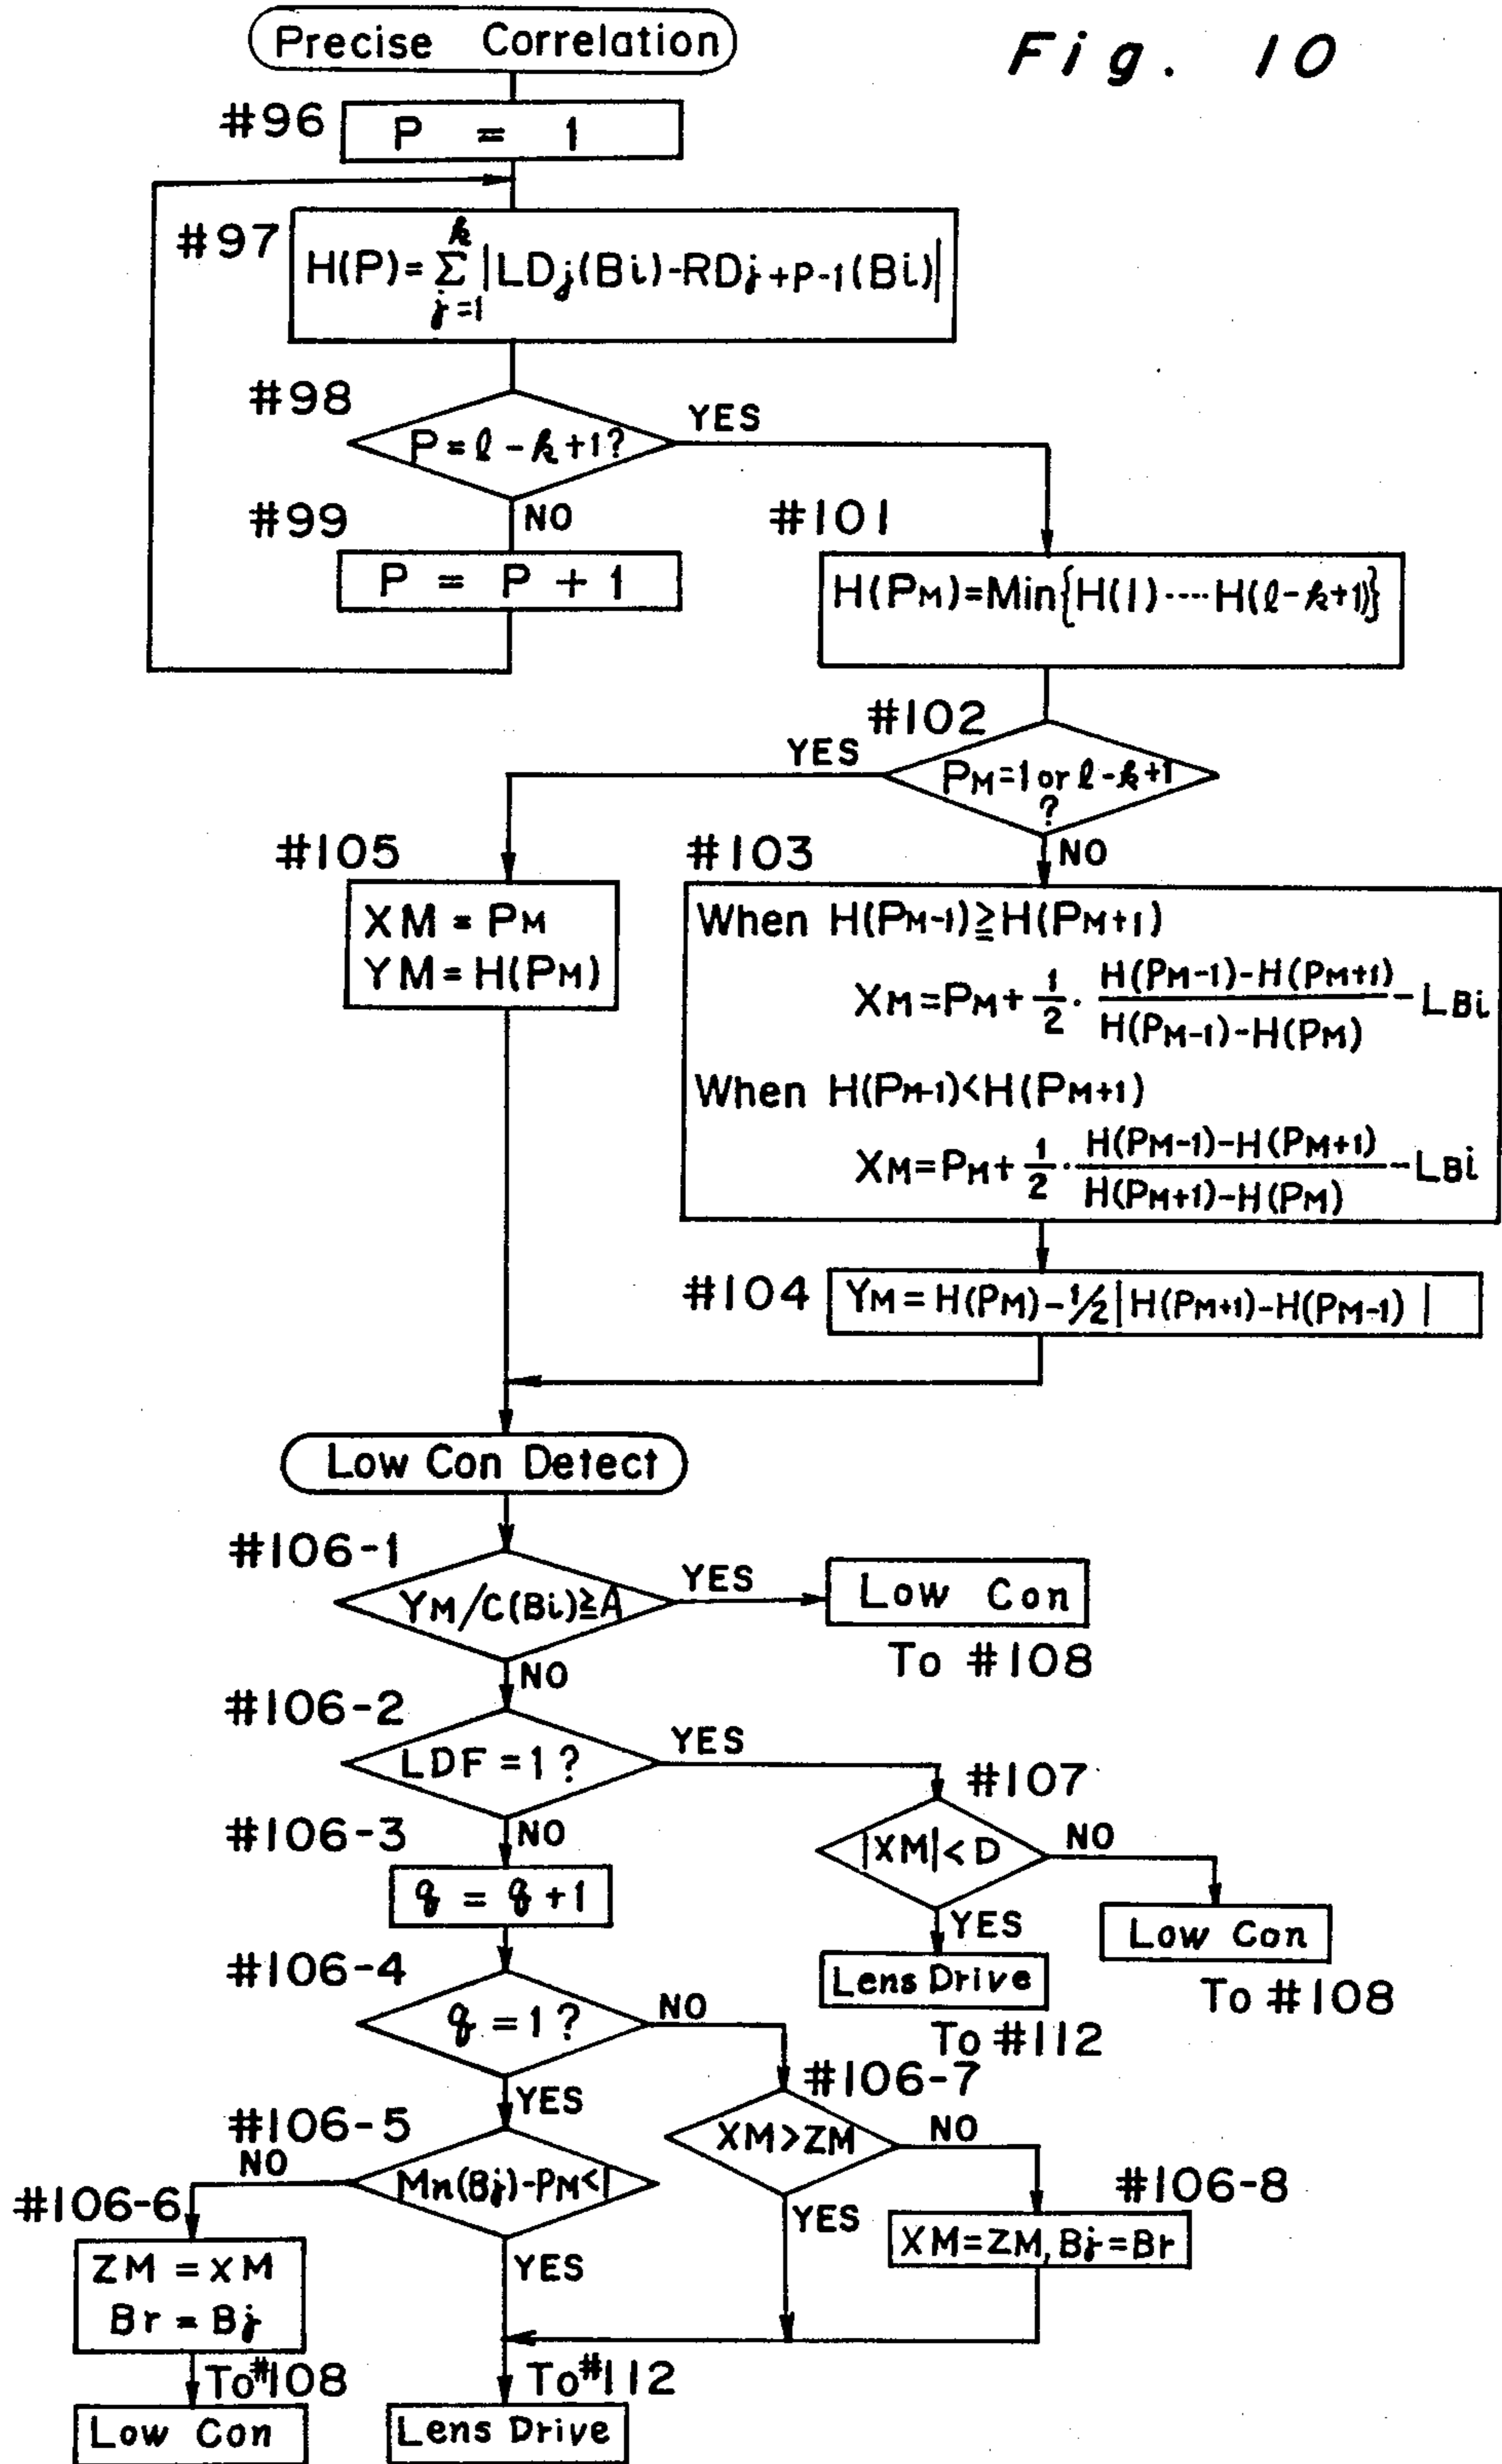 Fig. 10
Precise Correlation
#96
P = 1
#97
k
H(P)=Σ|LDj(Bi)-RDj+P-1(Bi)|
j=1
#98
P=ℓ-k+1?
YES
NO
#99
P = P + 1
#101
H(PM)=Min{H(1)----H(ℓ-k+1)}
#102
PM=1 or ℓ-k+1
?
YES
NO
#105
XM = PM
YM = H(PM)
#103
When H(PM-1)≧H(PM+1)
XM=PM+ 1/2 · H(PM-1)-H(PM+1) / H(PM-1)-H(PM) -LBi
When H(PM-1)<H(PM+1)
XM=PM+ 1/2 · H(PM-1)-H(PM+1) / H(PM+1)-H(PM) -LBi
#104
YM=H(PM)-1/2|H(PM+1)-H(PM-1)|
Low Con Detect
#106-1
YM/C(Bi)≧A
YES
Low Con
To #108
NO
#106-2
LDF = 1 ?
YES
#107
|XM|<D
NO
Low Con
To #108
YES
Lens Drive
To #112
NO
#106-3
q = q +1
#106-4
q = 1 ?
NO
#106-7
XM>ZM
NO
#106-8
XM=ZM, Bj=Br
YES
YES
#106-5
Mn(Bj)-PM<1
NO
#106-6
ZM = XM
Br = Bj
To #108
Low Con
YES
To #112
Lens Drive